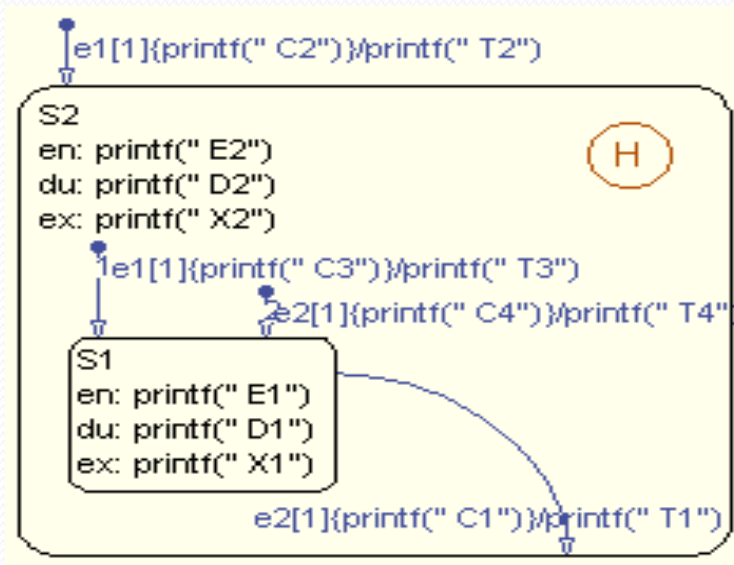 e1[1]{printf(" C2")}/printf(" T2")
S2
en: printf(" E2")
du: printf(" D2")
ex: printf(" X2")
H
1e1[1]{printf(" C3")}/printf(" T3")
2e2[1]{printf(" C4")}/printf(" T4"
S1
en: printf(" E1")
du: printf(" D1")
ex: printf(" X1")
e2[1]{printf(" C1")}/printf(" T1")